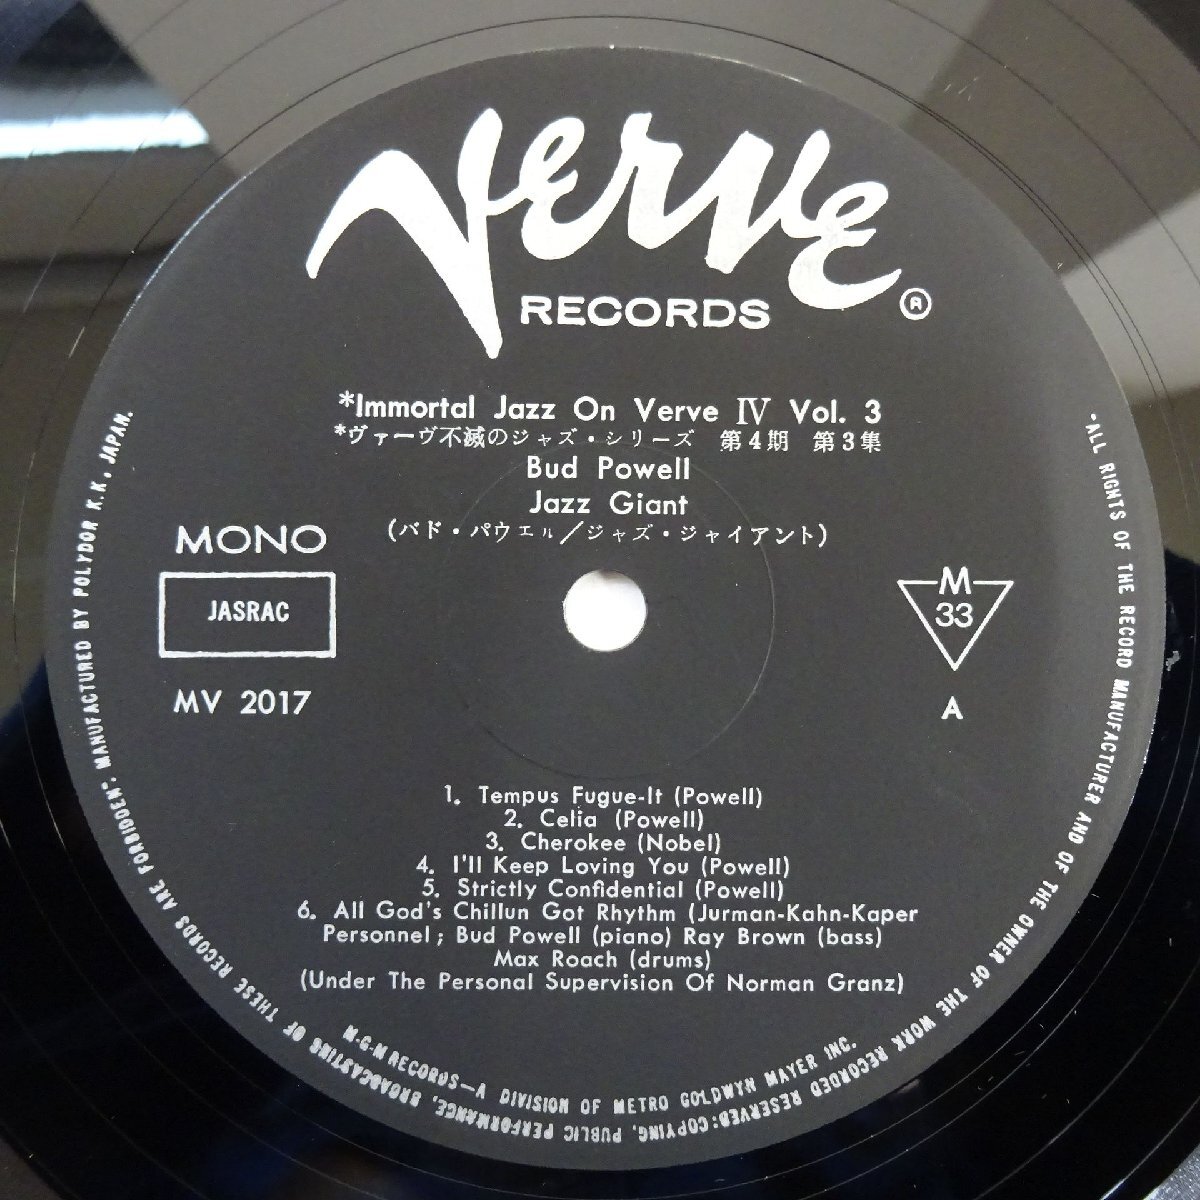 Verve
RECORDS
®
*Immortal Jazz On Verve IV Vol. 3
*ヴァーヴ不滅のジャズ・シリーズ 第4期 第3集
Bud Powell
Jazz Giant
(バド・パウエル/ジャズ・ジャイアント)
MONO
JASRAC
MV 2017
M
33
A
1. Tempus Fugue-It (Powell)
2. Celia (Powell)
3. Cherokee (Nobel)
4. I'll Keep Loving You (Powell)
5. Strictly Confidential (Powell)
6. All God's Chillun Got Rhythm (Jurman-Kahn-Kaper
Personnel; Bud Powell (piano) Ray Brown (bass)
Max Roach (drums)
(Under The Personal Supervision Of Norman Granz)
M-G-M RECORDS—A DIVISION OF METRO GOLDWYN MAYER INC.
·ALL RIGHTS OF THE RECORD MANUFACTURER AND OF THE OWNER OF THE WORK RECORDED RESERVED: COPYING, PUBLIC PERFORMANCE, BROADCASTING OF THESE RECORDS ARE FORBIDDEN: MANUFACTURED BY POLYDOR K.K., JAPAN.